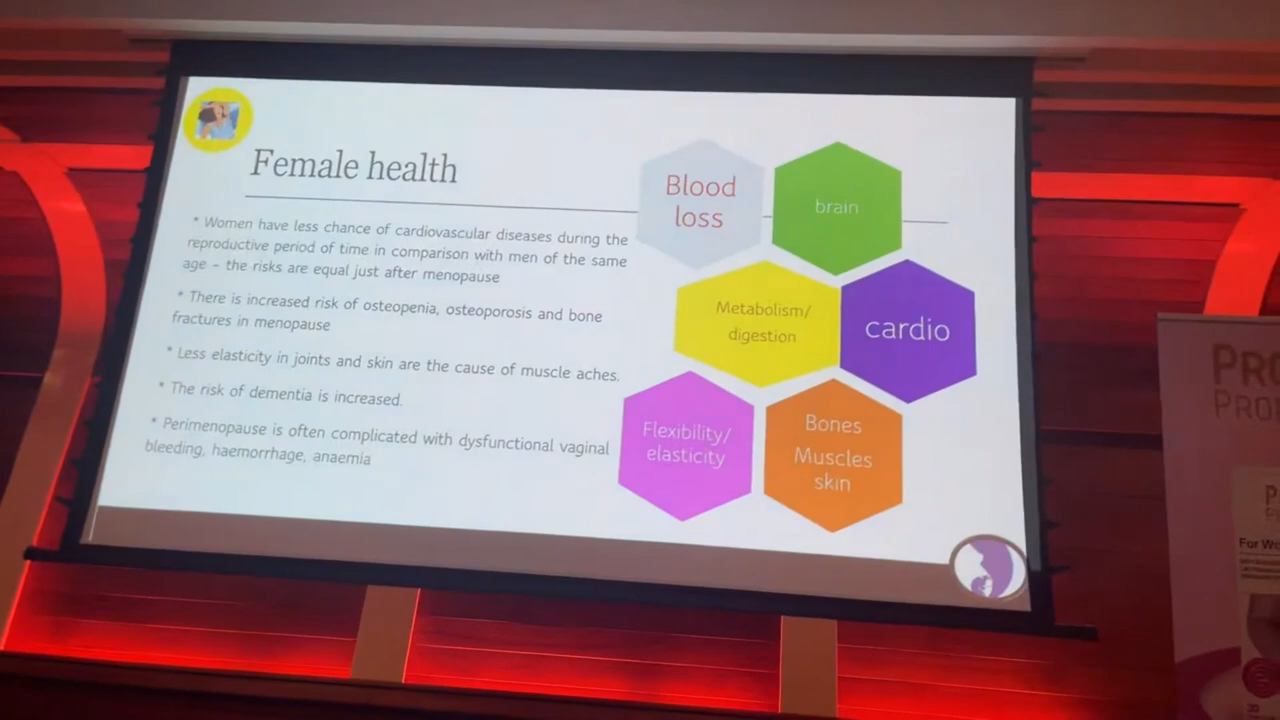 Female health
* Women have less chance of cardiovascular diseases during the
reproductive period of time in comparison with men of the same
age – the risks are equal just after menopause
* There is increased risk of osteopenia, osteoporosis and bone
fractures in menopause
* Less elasticity in joints and skin are the cause of muscle aches.
* The risk of dementia is increased.
* Perimenopause is often complicated with dysfunctional vaginal
bleeding, haemorrhage, anaemia
Blood
loss
brain
Metabolism/
digestion
cardio
Flexibility/
elasticity
Bones
Muscles
skin
For